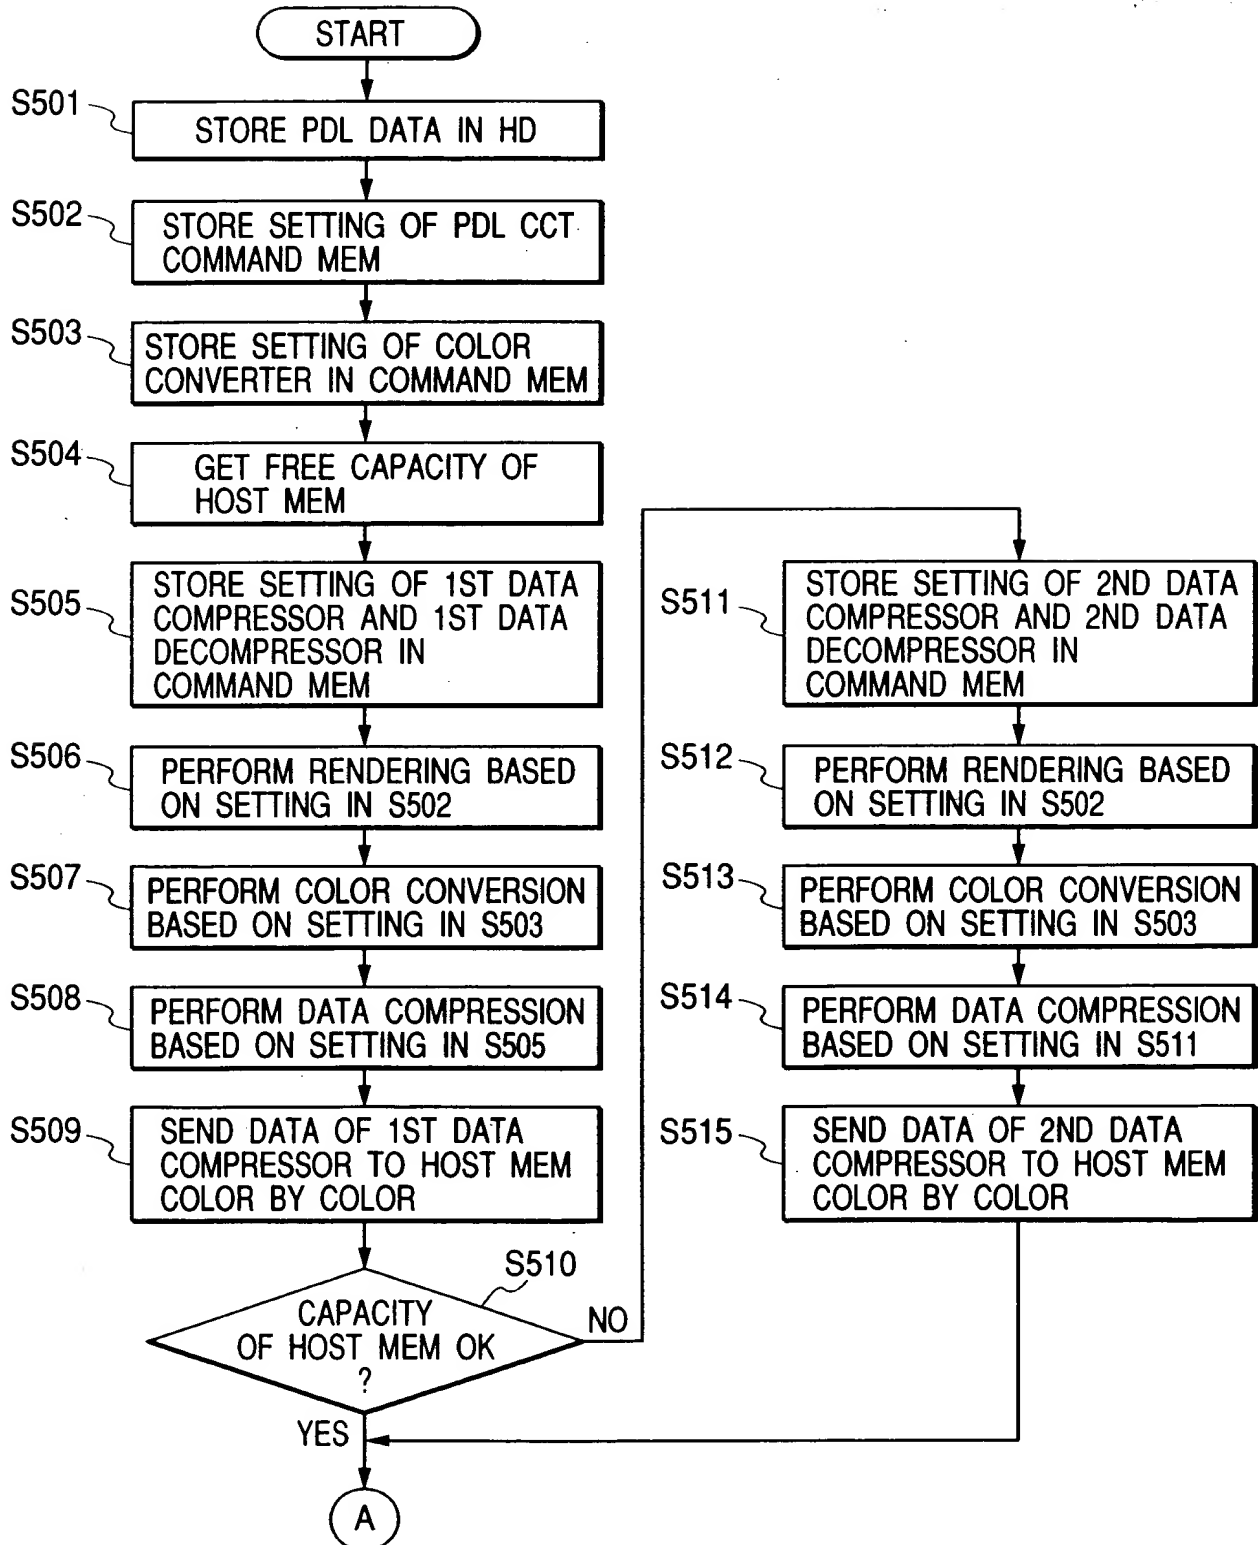 START
S501
STORE PDL DATA IN HD
S502
STORE SETTING OF PDL CCT
COMMAND MEM
S503
STORE SETTING OF COLOR
CONVERTER IN COMMAND MEM
S504
GET FREE CAPACITY OF
HOST MEM
S505
STORE SETTING OF 1ST DATA
COMPRESSOR AND 1ST DATA
DECOMPRESSOR IN
COMMAND MEM
S506
PERFORM RENDERING BASED
ON SETTING IN S502
S507
PERFORM COLOR CONVERSION
BASED ON SETTING IN S503
S508
PERFORM DATA COMPRESSION
BASED ON SETTING IN S505
S509
SEND DATA OF 1ST DATA
COMPRESSOR TO HOST MEM
COLOR BY COLOR
S510
CAPACITY
OF HOST MEM OK
?
NO
YES
A
S511
STORE SETTING OF 2ND DATA
COMPRESSOR AND 2ND DATA
DECOMPRESSOR IN
COMMAND MEM
S512
PERFORM RENDERING BASED
ON SETTING IN S502
S513
PERFORM COLOR CONVERSION
BASED ON SETTING IN S503
S514
PERFORM DATA COMPRESSION
BASED ON SETTING IN S511
S515
SEND DATA OF 2ND DATA
COMPRESSOR TO HOST MEM
COLOR BY COLOR